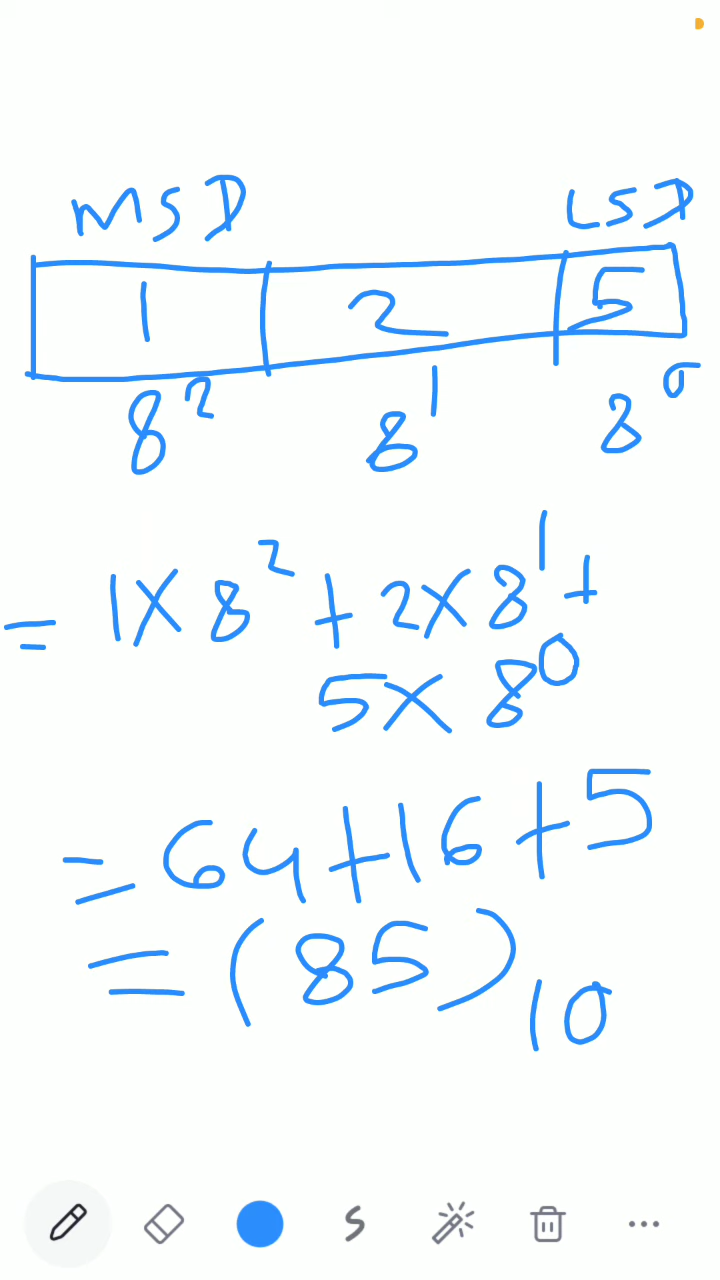 MSD LSD
1 2 5
8² 8¹ 8⁰
= 1 × 8² + 2 × 8¹ +
5 × 8⁰
= 64 + 16 + 5
= (85)₁₀